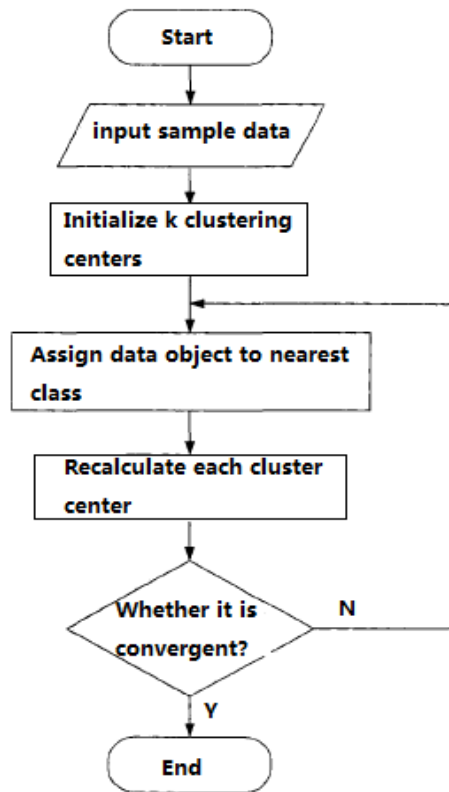 Start
input sample data
Initialize k clustering
centers
Assign data object to nearest
class
Recalculate each cluster
center
Whether it is
convergent?
N
Y
End